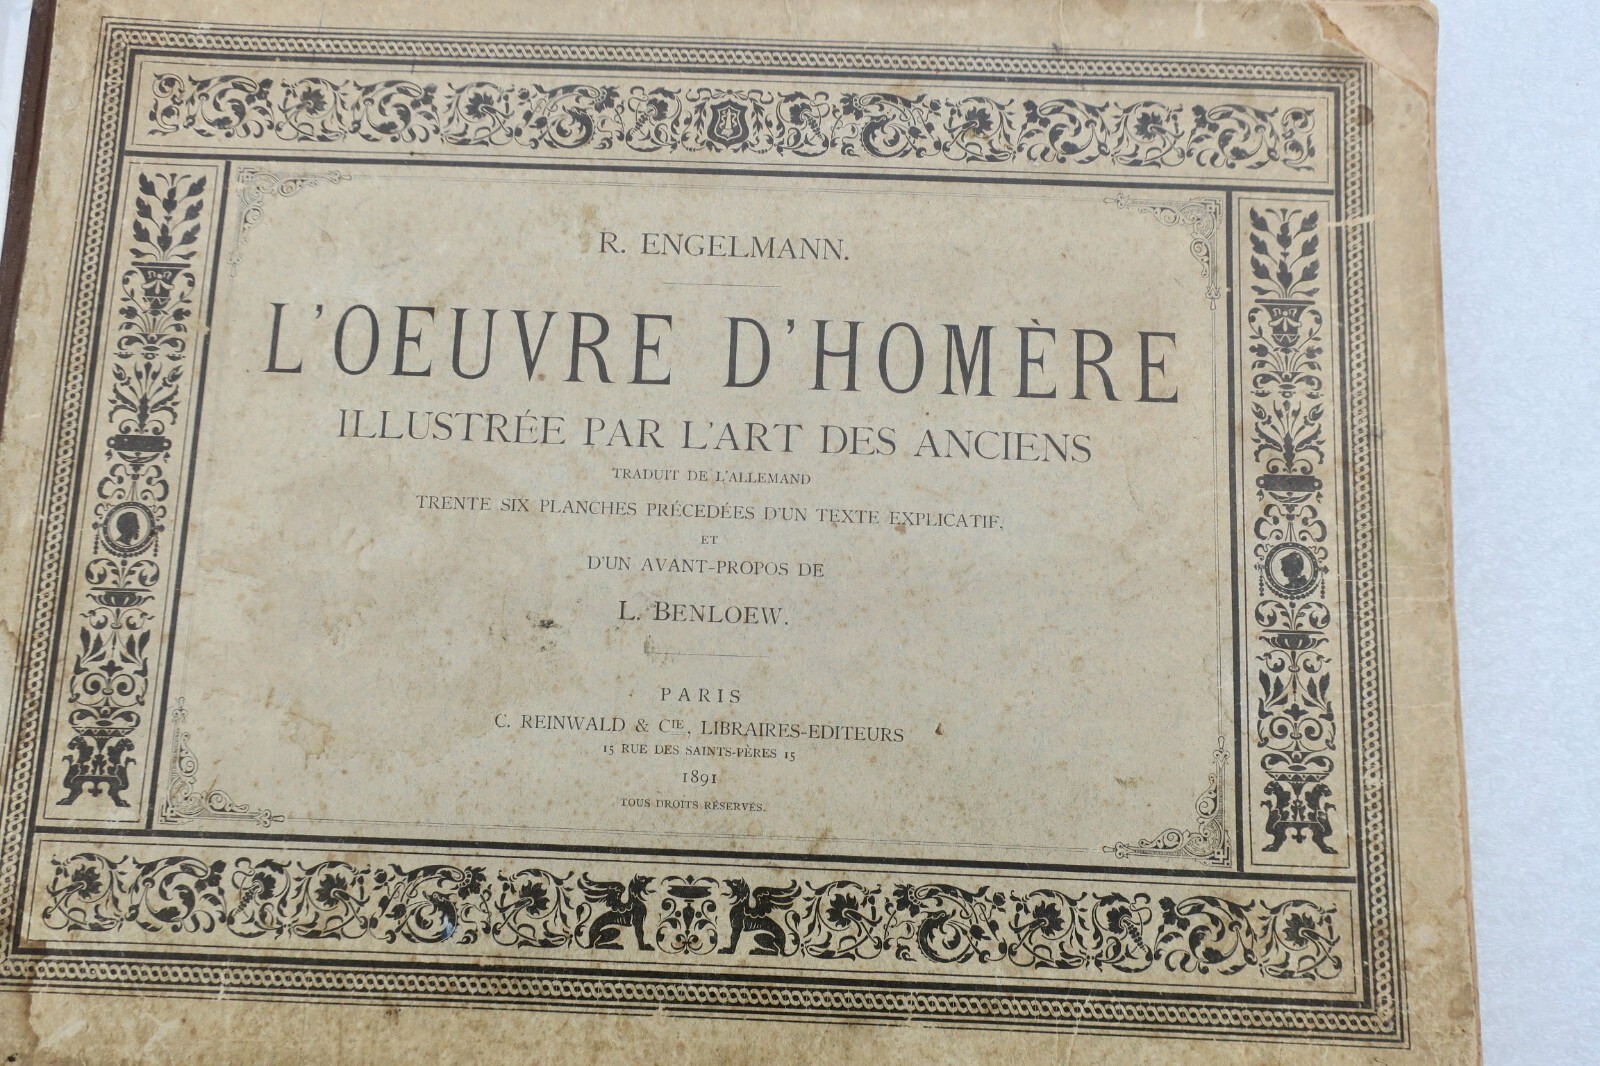 R. ENGELMANN.
L'OEUVRE D'HOMÈRE
ILLUSTRÉE PAR L'ART DES ANCIENS
TRADUIT DE L'ALLEMAND
TRENTE SIX PLANCHES PRÉCEDÉES D'UN TEXTE EXPLICATIF,
ET
D'UN AVANT-PROPOS DE
L. BENLOEW.
PARIS
C. REINWALD & CIE, LIBRAIRES-EDITEURS
15 RUE DES SAINTS-PÈRES 15
1891
TOUS DROITS RÉSERVÉS.